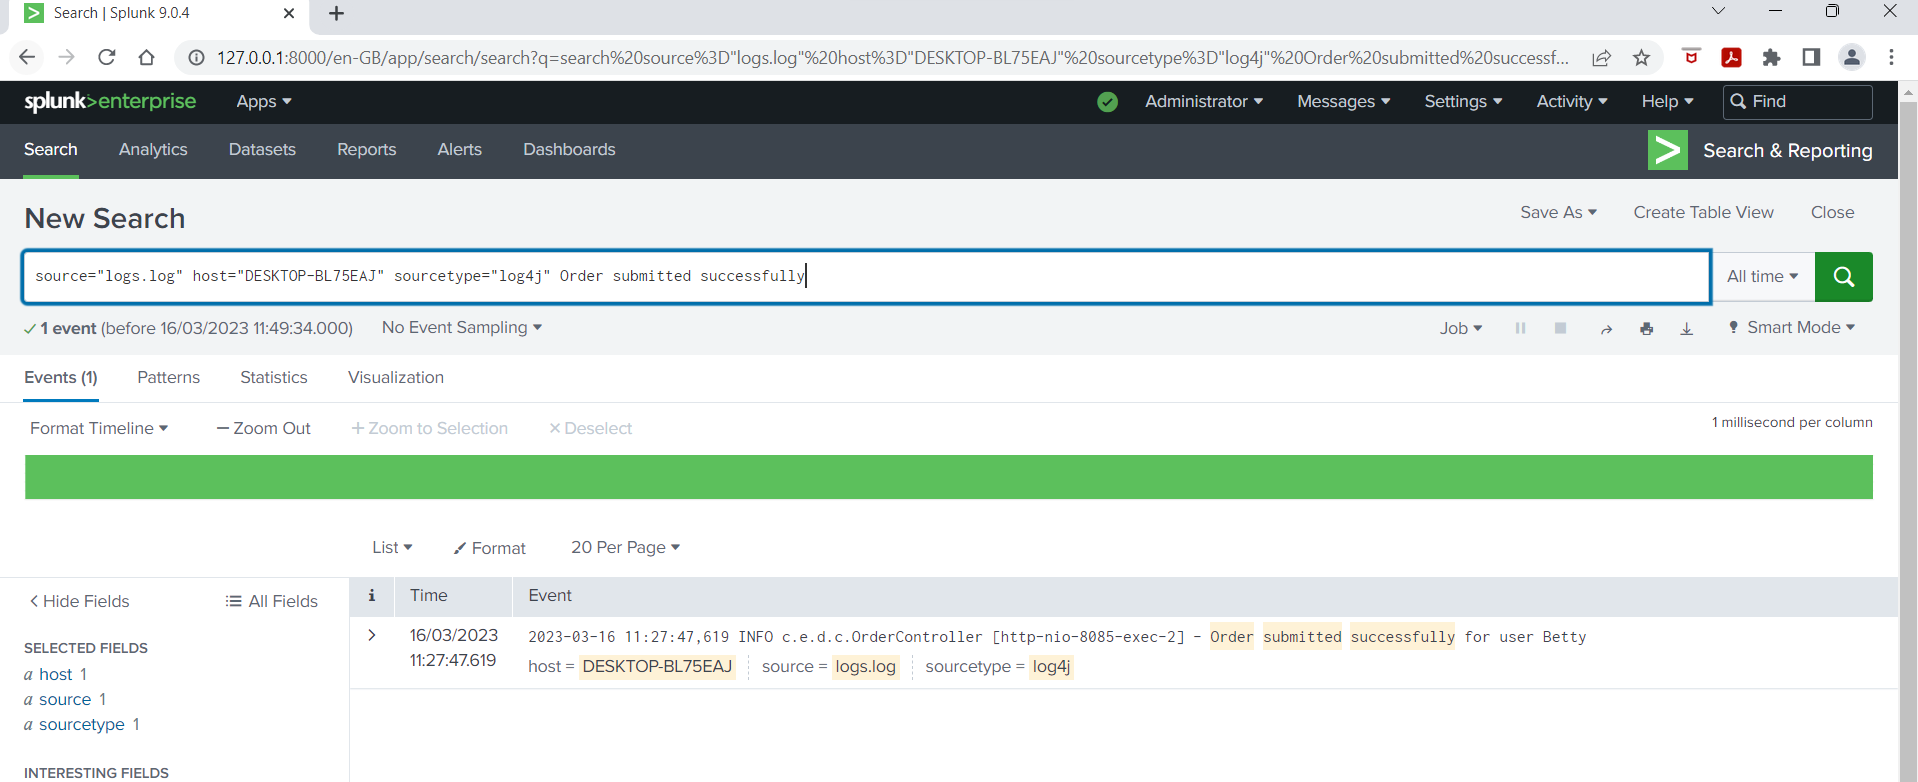 Search | Splunk 9.0.4
127.0.0.1:8000/en-GB/app/search/search?q=search%20source%3D"logs.log"%20host%3D"DESKTOP-BL75EAJ"%20sourcetype%3D"log4j"%20Order%20submitted%20successf...
splunk>enterprise Apps Administrator Messages Settings Activity Help Find
Search Analytics Datasets Reports Alerts Dashboards Search & Reporting
New Search Save As Create Table View Close
source="logs.log" host="DESKTOP-BL75EAJ" sourcetype="log4j" Order submitted successfully All time
1 event (before 16/03/2023 11:49:34.000) No Event Sampling Job Smart Mode
Events (1) Patterns Statistics Visualization
Format Timeline Zoom Out Zoom to Selection Deselect 1 millisecond per column
List Format 20 Per Page
Hide Fields All Fields i Time Event
SELECTED FIELDS
a host 1
a source 1
a sourcetype 1
INTERESTING FIELDS
16/03/2023
11:27:47.619
2023-03-16 11:27:47,619 INFO c.e.d.c.OrderController [http-nio-8085-exec-2] – Order submitted successfully for user Betty
host = DESKTOP-BL75EAJ source = logs.log sourcetype = log4j